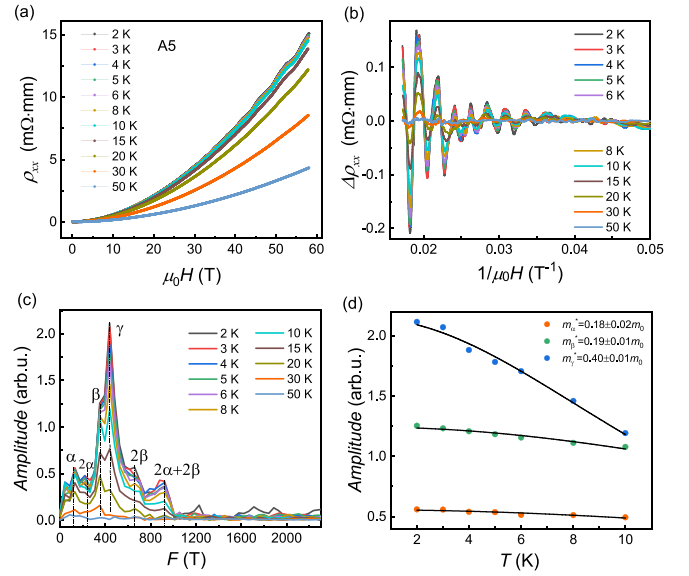 (a)
A5
2 K
3 K
4 K
5 K
6 K
8 K
10 K
15 K
20 K
30 K
50 K
ρxx (mΩ·mm)
15
10
5
0
0 10 20 30 40 50 60
μ0H (T)
(b)
2 K
3 K
4 K
5 K
6 K
8 K
10 K
15 K
20 K
30 K
50 K
Δρxx (mΩ·mm)
0.1
0.0
-0.1
-0.2
0.02 0.03 0.04 0.05
1/μ0H (T-1)
(c)
γ
β
α
2α
2β
2α+2β
2 K
3 K
4 K
5 K
6 K
8 K
10 K
15 K
20 K
30 K
50 K
Amplitude (arb.u.)
2.0
1.5
1.0
0.5
0.0
0 400 800 1200 1600 2000
F (T)
(d)
mα*=0.18±0.02m0
mβ*=0.19±0.01m0
mγ*=0.40±0.01m0
Amplitude (arb.u.)
2.0
1.5
1.0
0.5
2 4 6 8 10
T (K)